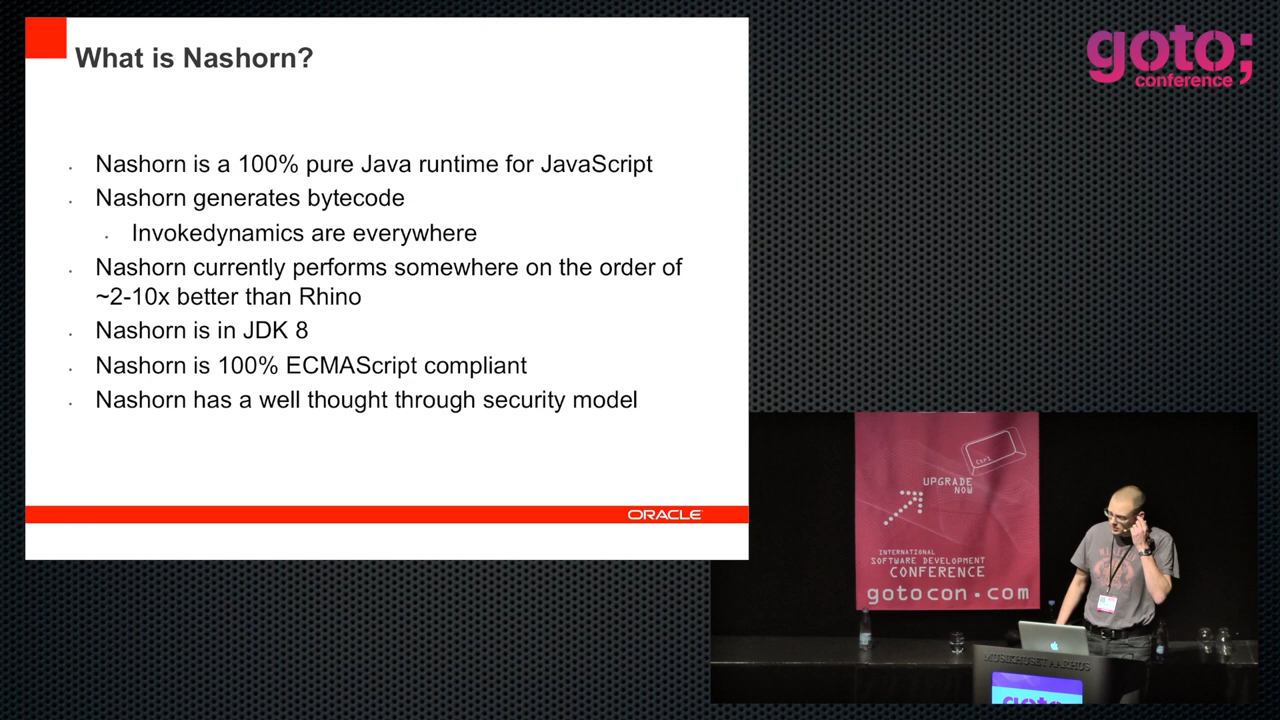 What is Nashorn?
goto;
conference
Nashorn is a 100% pure Java runtime for JavaScript
Nashorn generates bytecode
Invokedynamics are everywhere
Nashorn currently performs somewhere on the order of
~2-10x better than Rhino
Nashorn is in JDK 8
Nashorn is 100% ECMAScript compliant
Nashorn has a well thought through security model
ORACLE
Ctrl
UPGRADE
NOW
INTERNATIONAL
SOFTWARE DEVELOPMENT
CONFERENCE
gotocon.com
MUSIKHUSET AARHUS
goto;